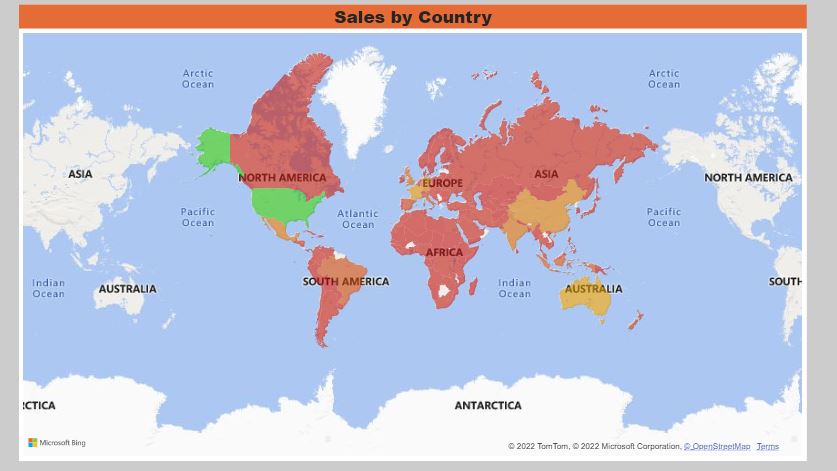 Sales by Country
Arctic
Ocean
Arctic
Ocean
ASIA
NORTH AMERICA
EUROPE
ASIA
NORTH AMERICA
Pacific
Ocean
Atlantic
Ocean
Pacific
Ocean
AFRICA
Indian
Ocean
AUSTRALIA
SOUTH AMERICA
Indian
Ocean
AUSTRALIA
SOUTH
RCTICA
ANTARCTICA
Microsoft Bing
© 2022 TomTom, © 2022 Microsoft Corporation, © OpenStreetMap Terms